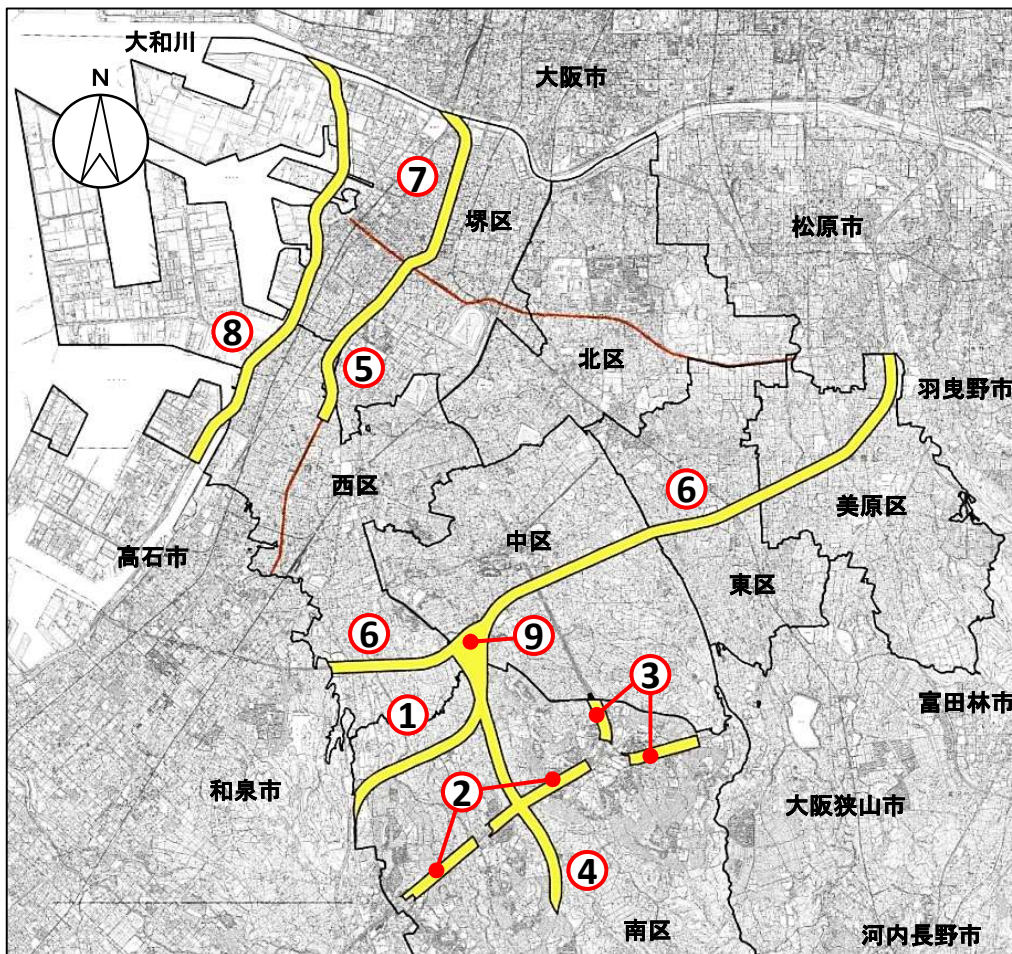 大和川
大阪市
N
⑦
堺区
松原市
⑧
⑤
北区
羽曳野市
西区
⑥
美原区
中区
高石市
東区
⑥
⑨
③
①
富田林市
和泉市
②
大阪狭山市
④
南区
河内長野市